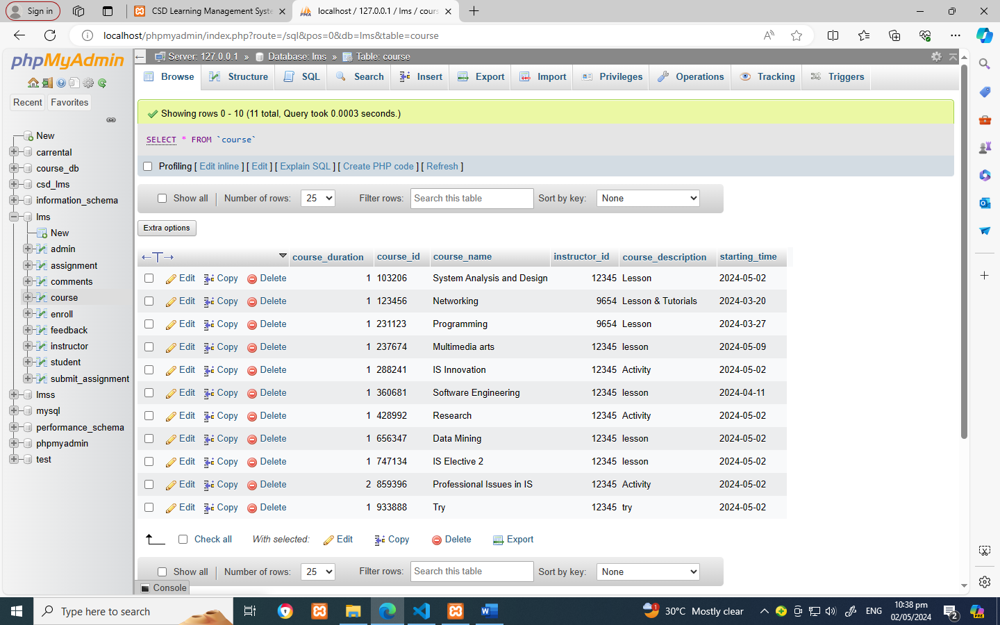 Sign in
CSD Learning Management Syste
localhost / 127.0.0.1 / lms / cours
localhost/phpmyadmin/index.php?route=/sql&pos=0&db=lms&table=course
phpMyAdmin
Recent
Favorites
New
carrental
course_db
csd_lms
information_schema
lms
New
admin
assignment
comments
course
enroll
feedback
instructor
student
submit_assignment
lmss
mysql
performance_schema
phpmyadmin
test
Server: 127.0.0.1 » Database: lms » Table: course
Browse Structure SQL Search Insert Export Import Privileges Operations Tracking Triggers
Showing rows 0 - 10 (11 total, Query took 0.0003 seconds.)
SELECT * FROM `course`
Profiling [ Edit inline ] [ Edit ] [ Explain SQL ] [ Create PHP code ] [ Refresh ]
Show all | Number of rows: 25 Filter rows: Search this table Sort by key: None
Extra options
←T→ course_duration course_id course_name instructor_id course_description starting_time
Edit Copy Delete 1 103206 System Analysis and Design 12345 Lesson 2024-05-02
Edit Copy Delete 1 123456 Networking 9654 Lesson & Tutorials 2024-03-20
Edit Copy Delete 1 231123 Programming 9654 Lesson 2024-03-27
Edit Copy Delete 1 237674 Multimedia arts 12345 lesson 2024-05-09
Edit Copy Delete 1 288241 IS Innovation 12345 Activity 2024-05-02
Edit Copy Delete 1 360681 Software Engineering 12345 lesson 2024-04-11
Edit Copy Delete 1 428992 Research 12345 Activity 2024-05-02
Edit Copy Delete 1 656347 Data Mining 12345 lesson 2024-05-02
Edit Copy Delete 1 747134 IS Elective 2 12345 lesson 2024-05-02
Edit Copy Delete 2 859396 Professional Issues in IS 12345 Activity 2024-05-02
Edit Copy Delete 1 933888 Try 12345 try 2024-05-02
Check all With selected: Edit Copy Delete Export
Show all | Number of rows: 25 Filter rows: Search this table Sort by key: None
Console
Type here to search
1
30°C Mostly clear
ENG
10:38 pm
02/05/2024
2
PRE